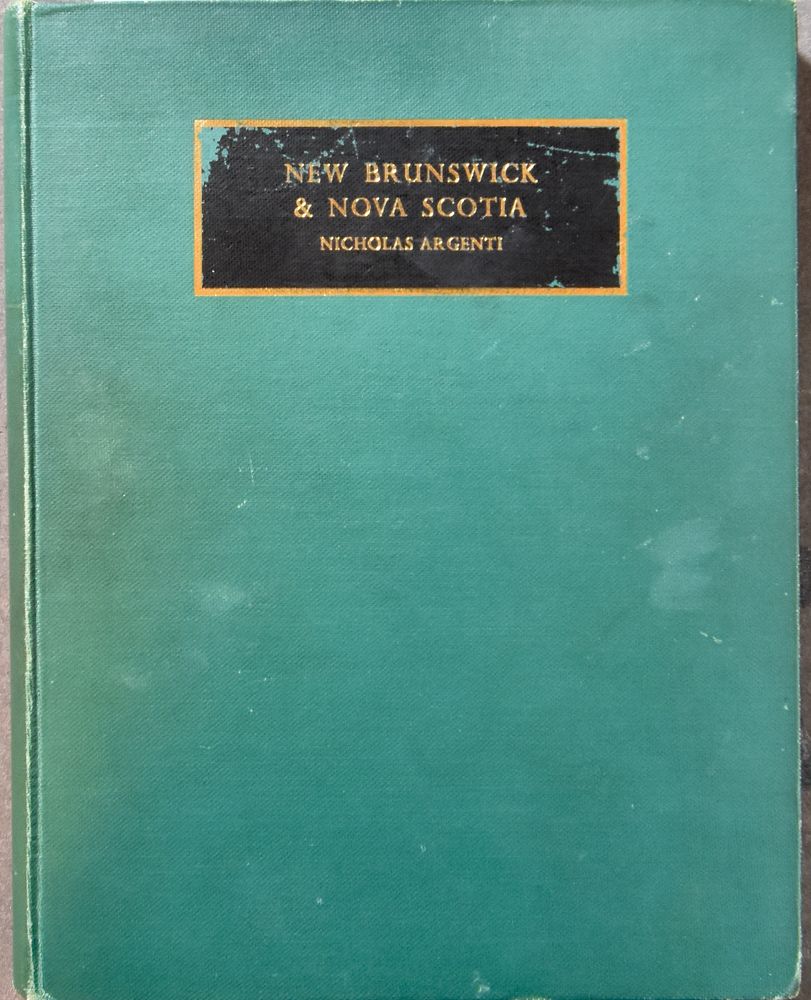 NEW BRUNSWICK
& NOVA SCOTIA
NICHOLAS ARGENTI